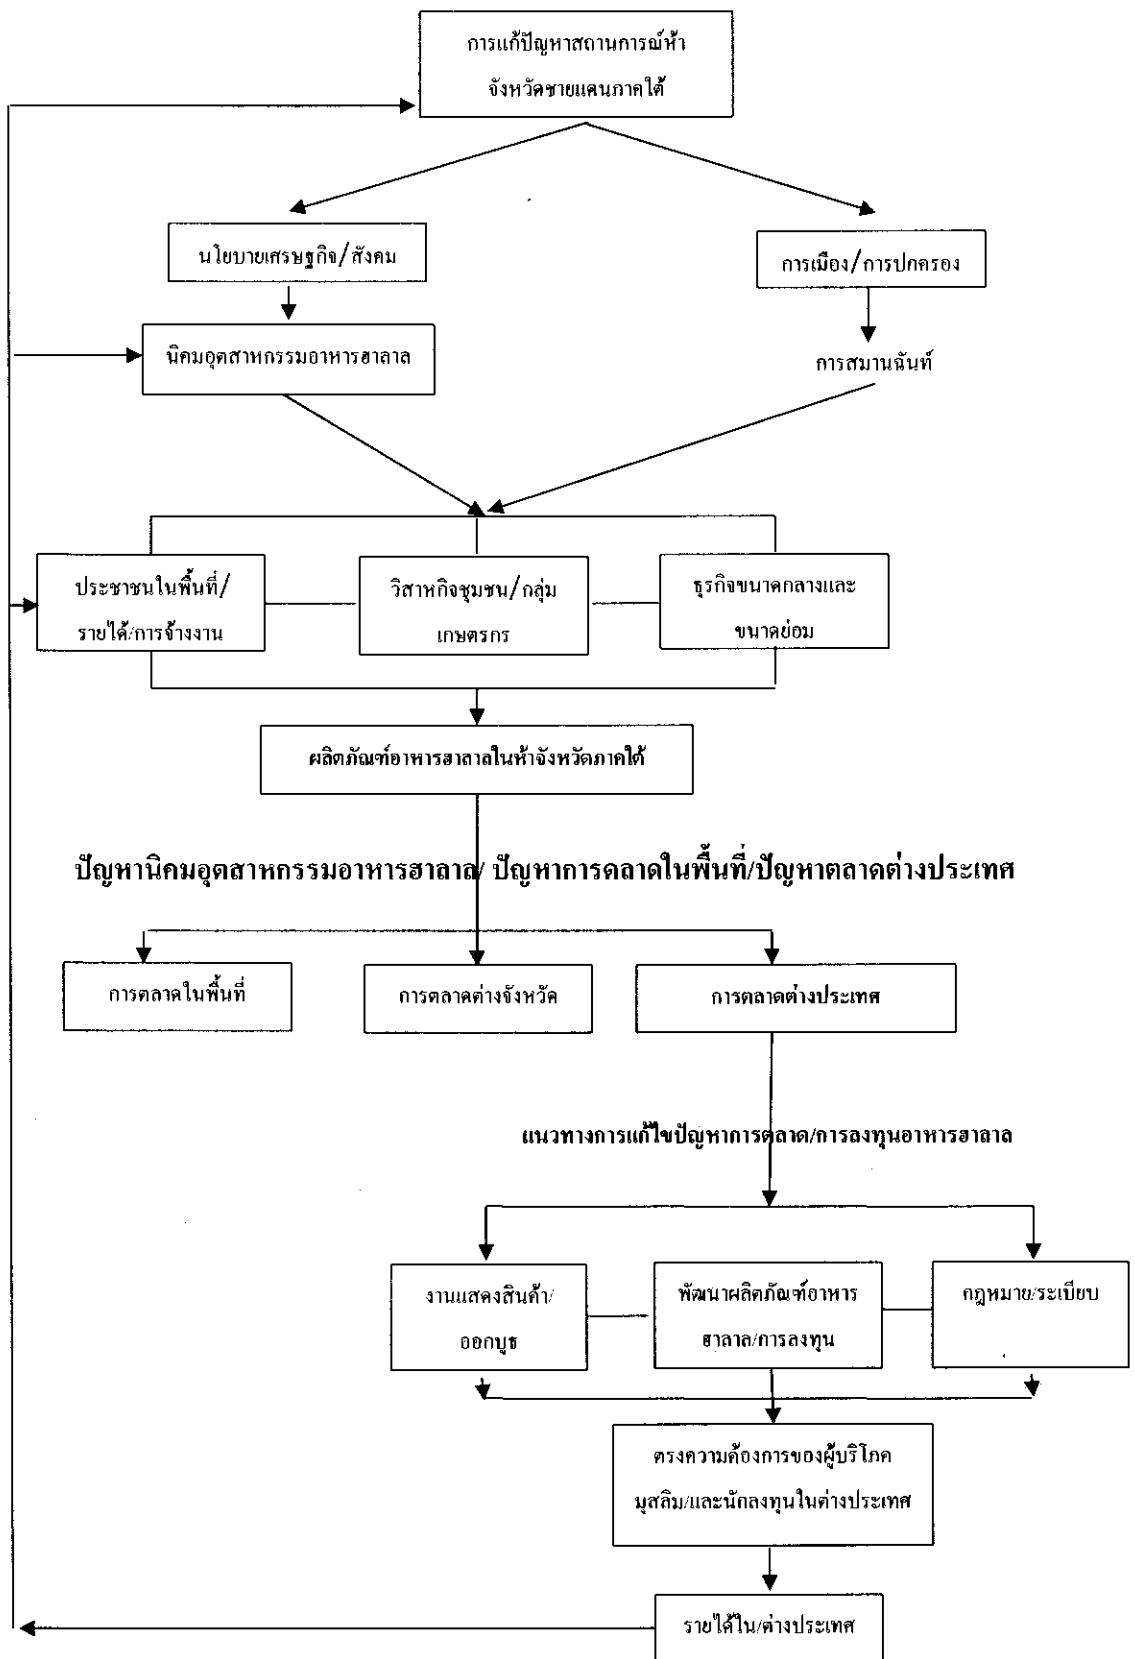 การแก้ปัญหาสถานการณ์ห้า
จังหวัดชายแดนภาคใต้
นโยบายเศรษฐกิจ/สังคม
การเมือง/การปกครอง
นิคมอุตสาหกรรมอาหารฮาลาล
การสมานฉันท์
ประชาชนในพื้นที่/
รายได้/การจ้างงาน
วิสาหกิจชุมชน/กลุ่ม
เกษตรกร
ธุรกิจขนาดกลางและ
ขนาดย่อม
ผลิตภัณฑ์อาหารฮาลาลในห้าจังหวัดภาคใต้
ปัญหานิคมอุตสาหกรรมอาหารฮาลาล/ ปัญหาการตลาดในพื้นที่/ปัญหาตลาดต่างประเทศ
การตลาดในพื้นที่
การตลาดต่างจังหวัด
การตลาดต่างประเทศ
แนวทางการแก้ไขปัญหาการตลาด/การลงทุนอาหารฮาลาล
งานแสดงสินค้า/
ออกบูธ
พัฒนาผลิตภัณฑ์อาหาร
ฮาลาล/การลงทุน
กฎหมาย/ระเบียบ
ตรงความต้องการของผู้บริโภค
มุสลิม/และนักลงทุนในต่างประเทศ
รายได้ใน/ต่างประเทศ